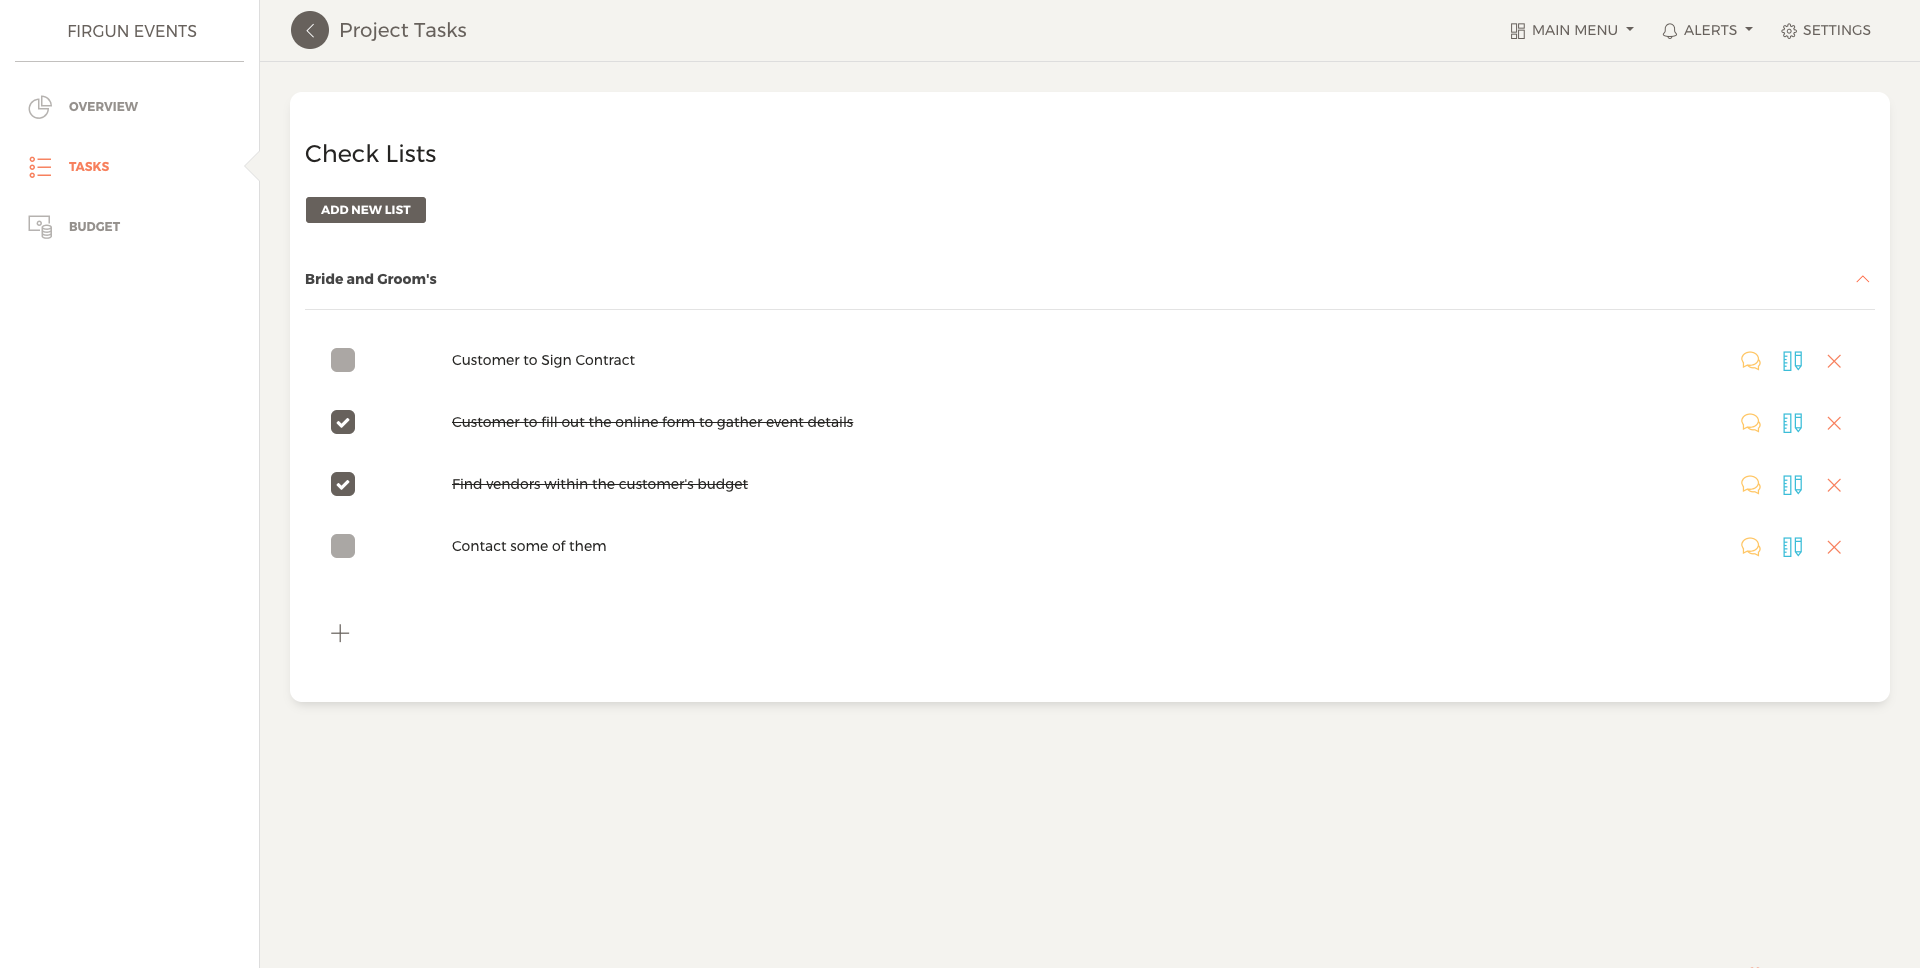 FIRGUN EVENTS
Project Tasks
MAIN MENU
ALERTS
SETTINGS
OVERVIEW
TASKS
BUDGET
Check Lists
ADD NEW LIST
Bride and Groom's
Customer to Sign Contract
Customer to fill out the online form to gather event details
Find vendors within the customer's budget
Contact some of them